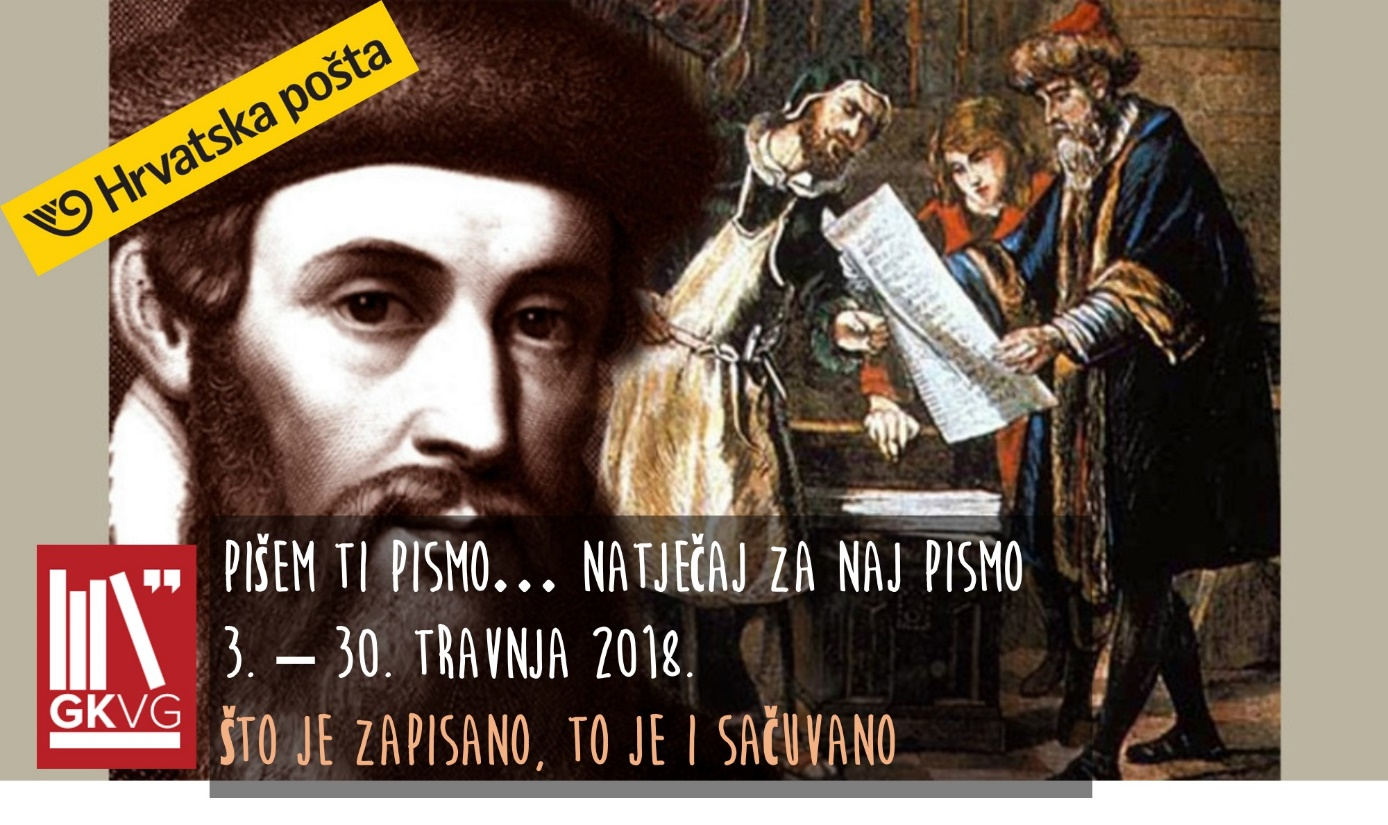 Hrvatska pošta
PIŠEM TI PISMO... NATJEČAJ ZA NAJ PISMO
3. – 30. TRAVNJA 2018.
ŠTO JE ZAPISANO, TO JE I SAČUVANO
GKVG